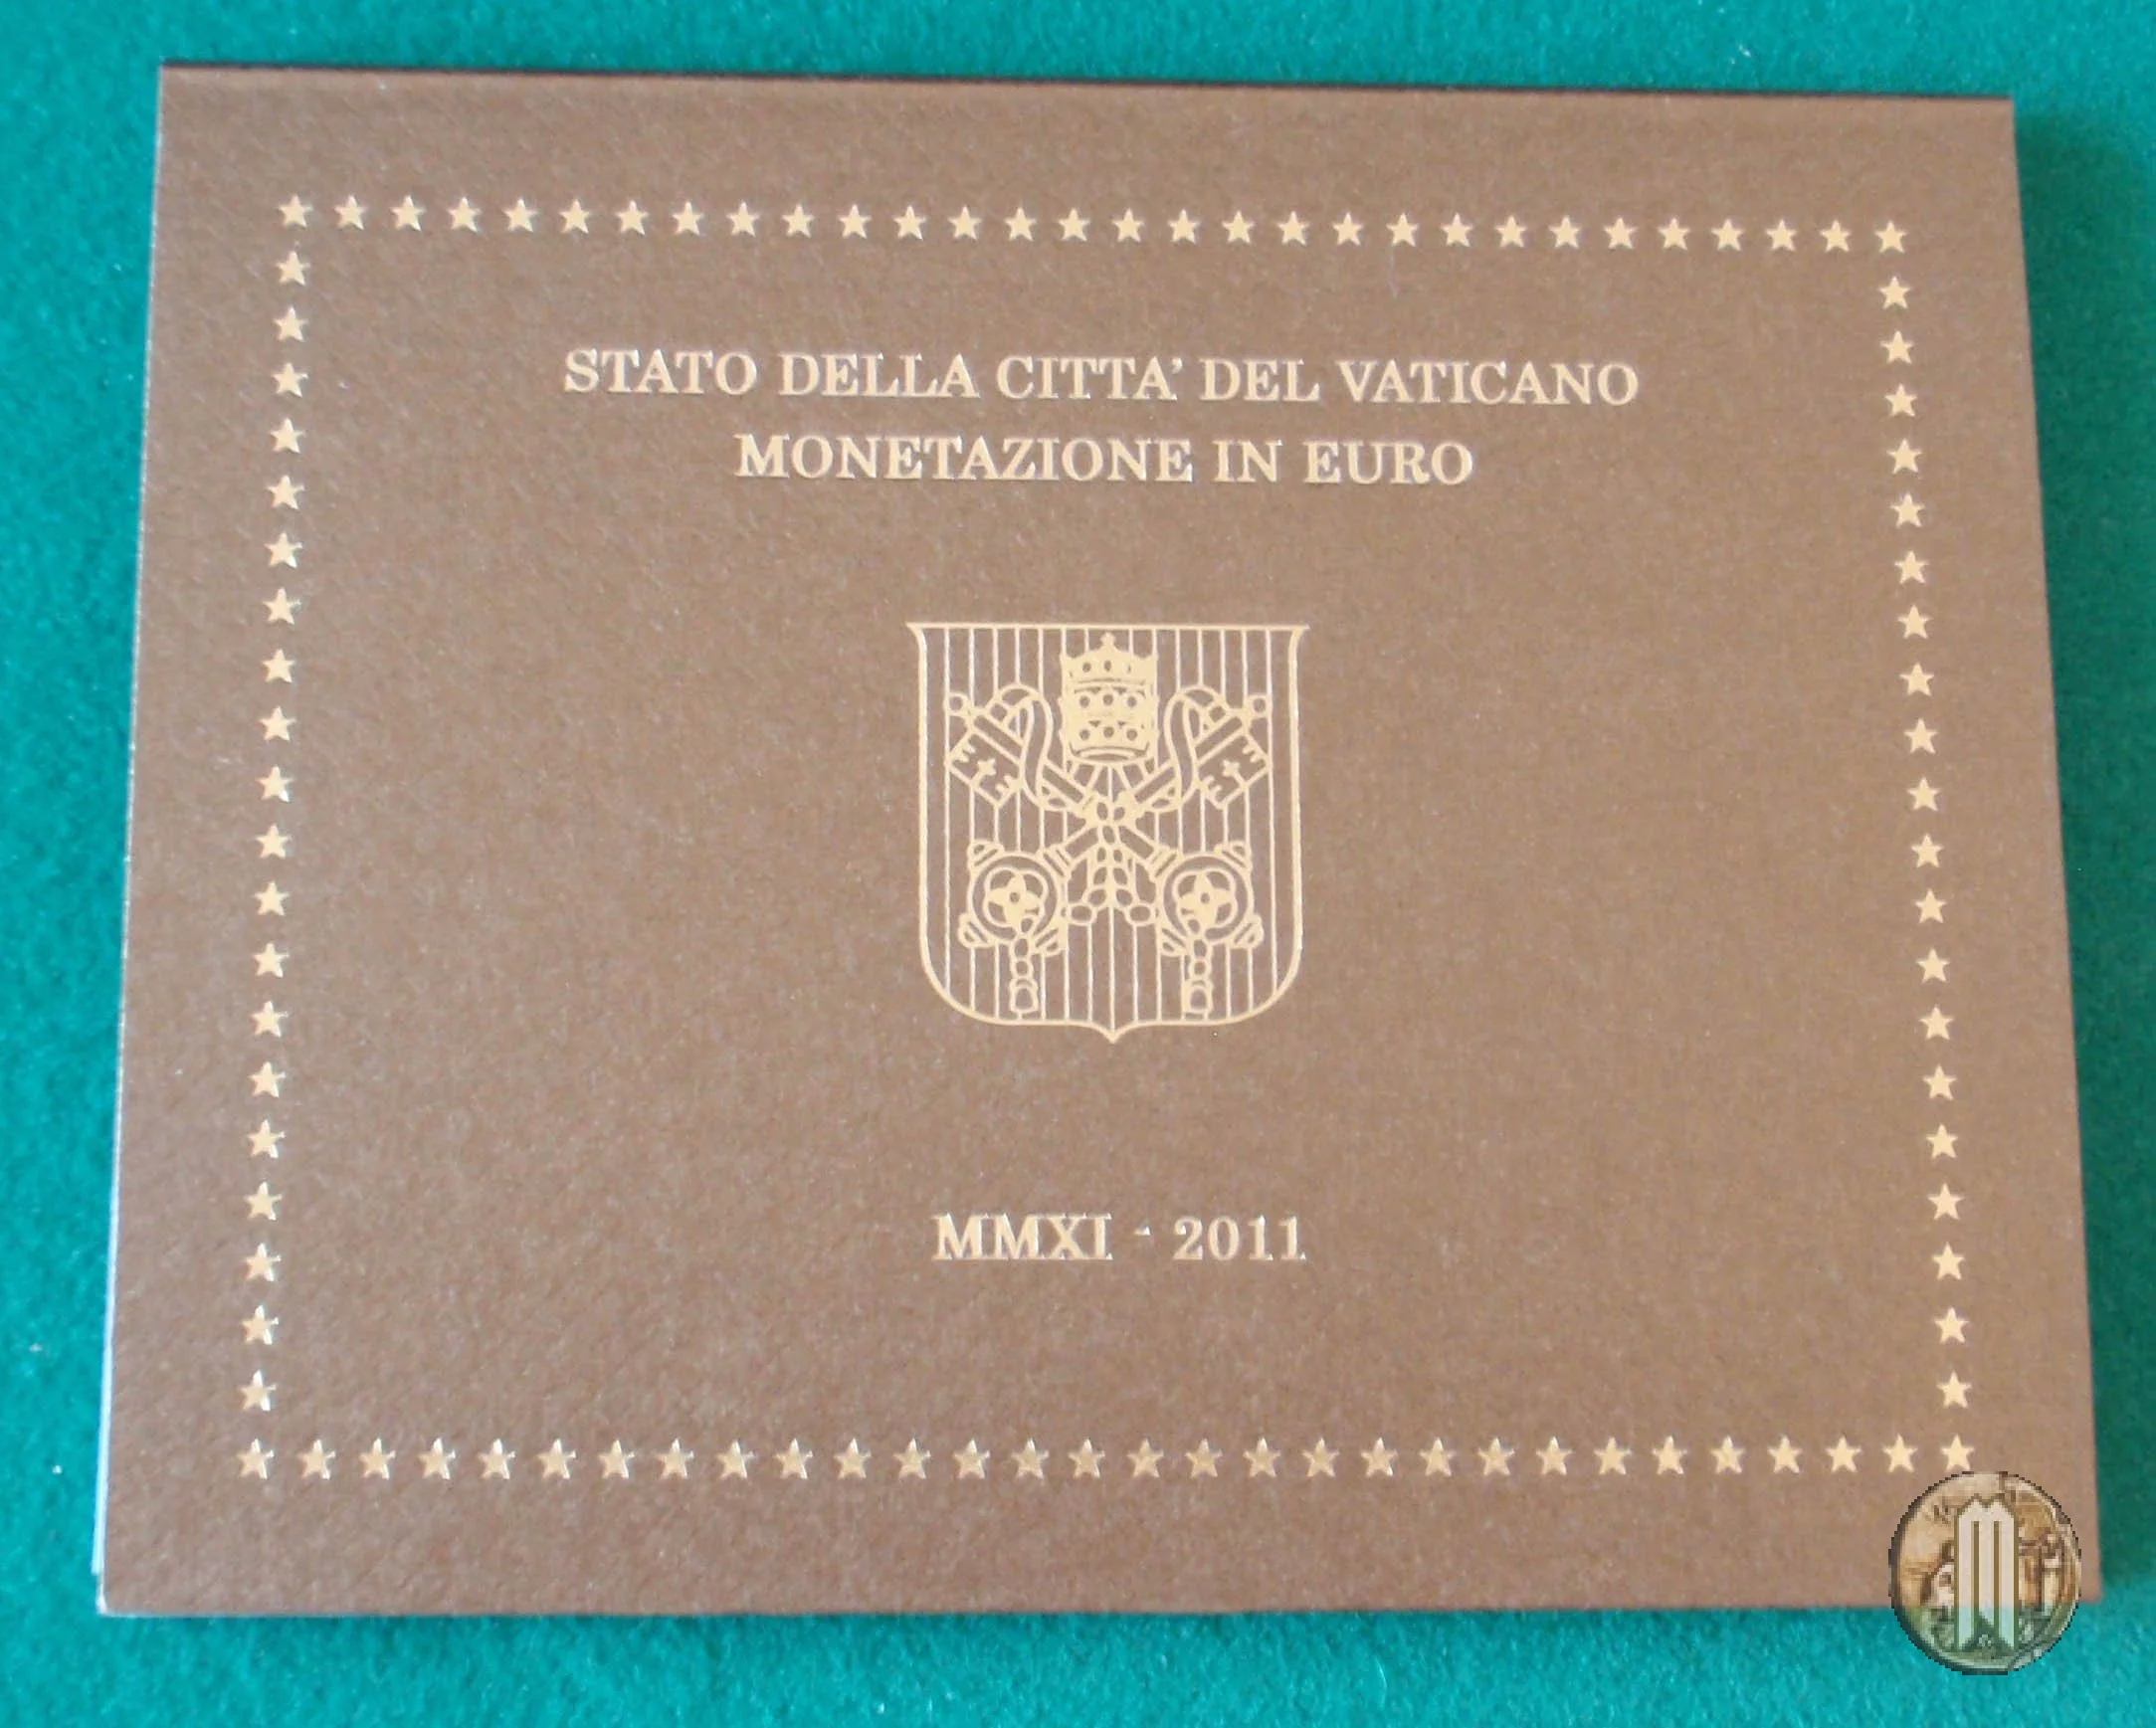 STATO DELLA CITTA' DEL VATICANO
MONETAZIONE IN EURO
MMXI - 2011
M